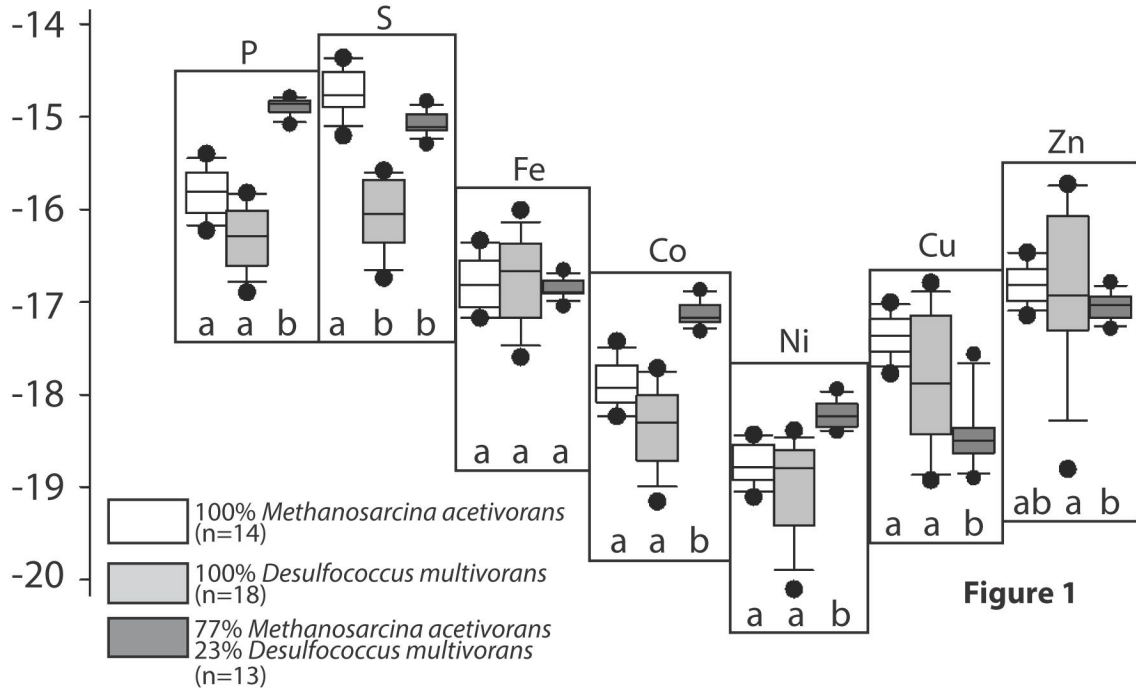 -14
-15
-16
-17
-18
-19
-20
P
S
Fe
Co
Ni
Cu
Zn
a a b
a b b
a a a
a a b
a a b
a a b
ab a b
100% Methanosarcina acetivorans
(n=14)
100% Desulfococcus multivorans
(n=18)
77% Methanosarcina acetivorans
23% Desulfococcus multivorans
(n=13)
Figure 1